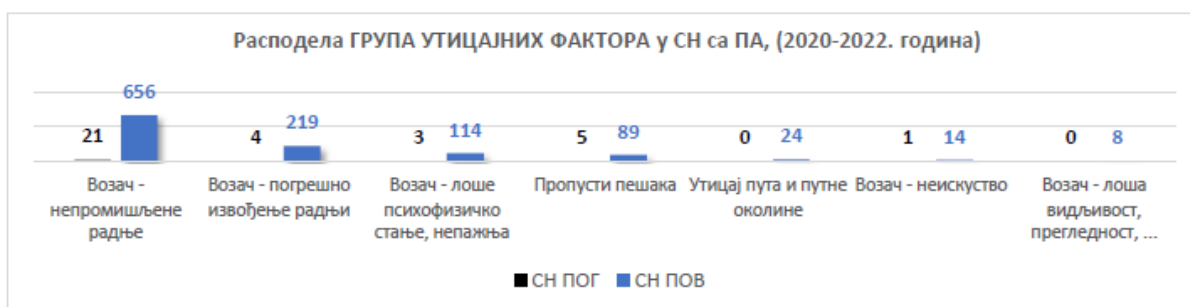 Расподела ГРУПА УТИЦАЈНИХ ФАКТОРА у СН са ПА, (2020-2022. година)
21 656 4 219 3 114 5 89 0 24 1 14 0 8
Возач - непромишљене радње
Возач - погрешно извођење радњи
Возач - лоше психофизичко стање, непажња
Пропусти пешака
Утицај пута и путне околине
Возач - неискуство
Возач - лоша видљивост, прегледност, ...
СН ПОГ СН ПОВ